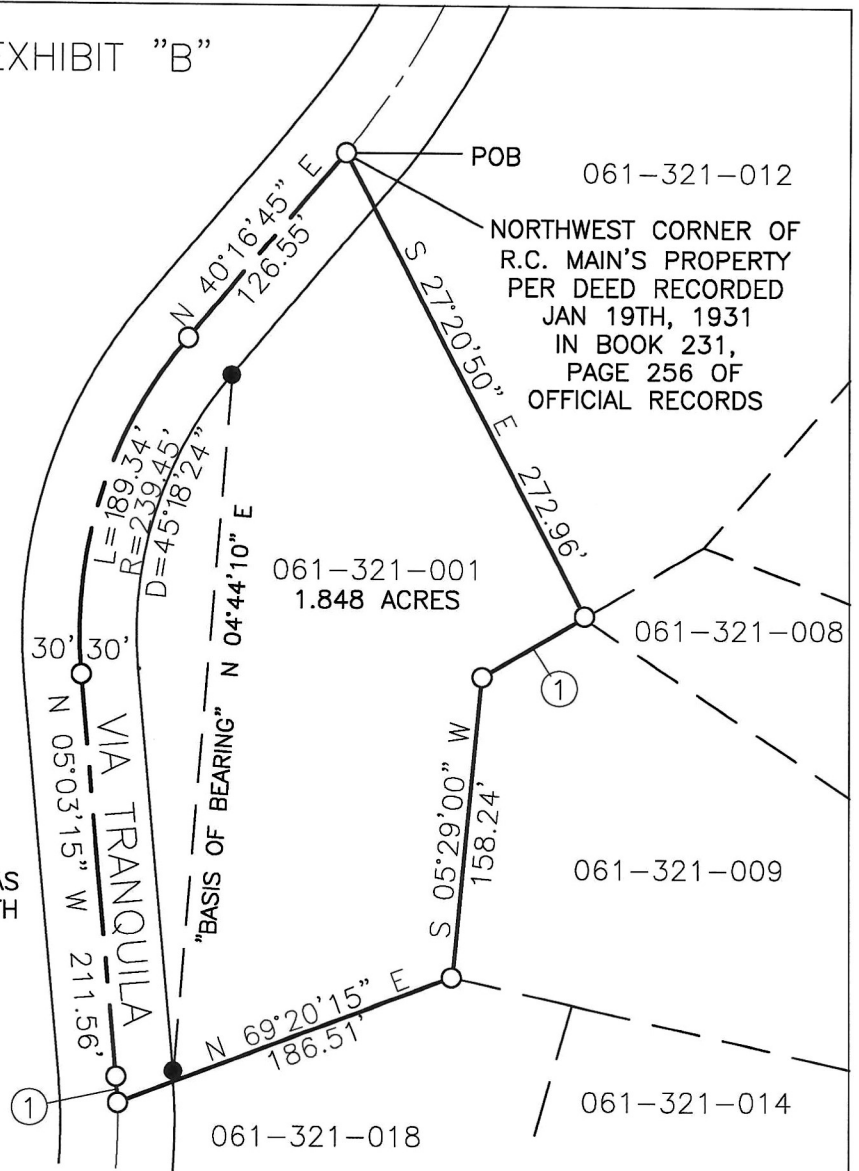 EXHIBIT "B"
POB
061-321-012
NORTHWEST CORNER OF
R.C. MAIN'S PROPERTY
PER DEED RECORDED
JAN 19TH, 1931
IN BOOK 231,
PAGE 256 OF
OFFICIAL RECORDS
N 40°16'45" E
126.55'
S 27°20'50" E 272.96'
L=189.34'
R=239.45'
D=45°18'24"
"BASIS OF BEARING" N 04°44'10" E
061-321-001
1.848 ACRES
061-321-008
1
30' 30'
N 05°03'15" W 211.56'
VIA TRANQUILA
S 05°29'00" W
158.24'
061-321-009
AS
TH
N 69°20'15" E
186.51'
1
061-321-018
061-321-014